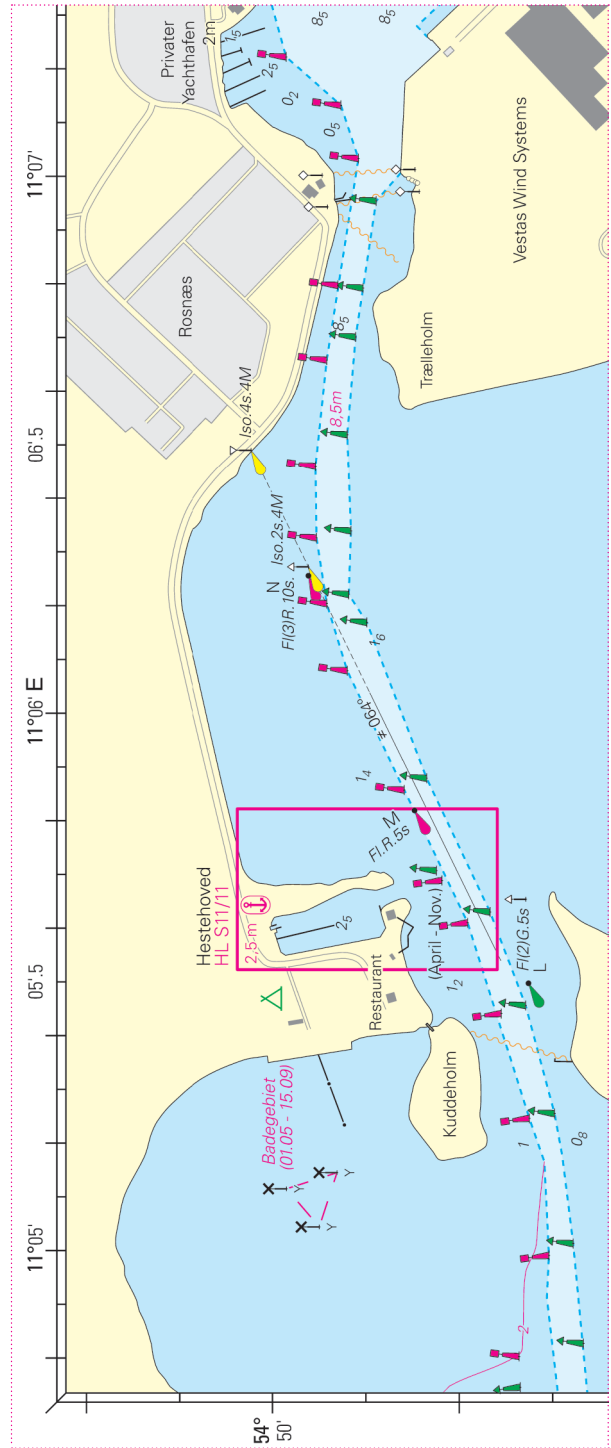 Privater
Yachthafen
2m
1₅
2₅
0₂
0₅
8₅
8₅
11°07'
Rosnæs
Vestas Wind Systems
Trælleholm
8₅
8,5m
06'.5
Iso.4s.4M
Iso.2s.4M
N
Fl(3)R.10s.
1₆
11°06' E
064°
1₄
M
Fl.R.5s
Hestehoved
HL S11/11
2,5 m
2₅
Restaurant
(April - Nov.)
1₂
Fl(2)G.5s
L
05'.5
Kuddeholm
Badegebiet
(01.05 - 15.09)
Y
Y
Y
1
0₈
11°05'
2
54°
50'